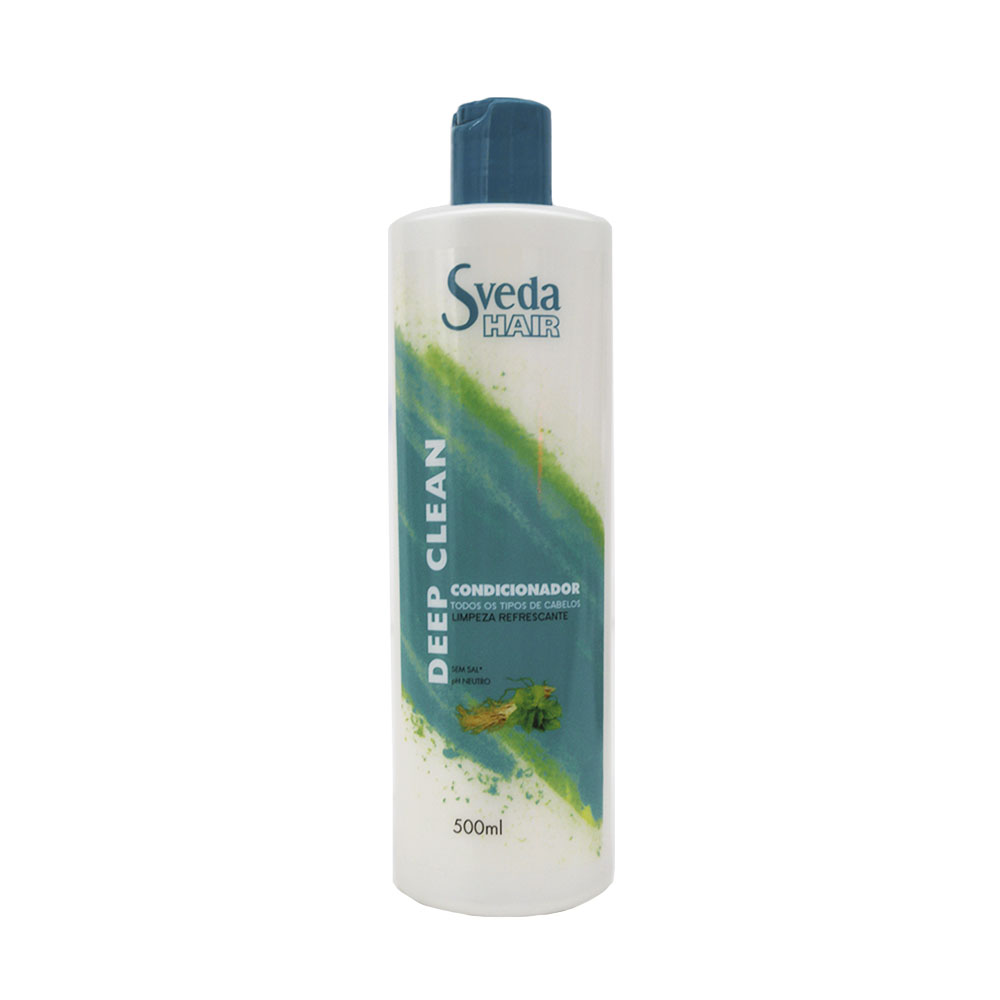 Sveda
HAIR
DEEP CLEAN
CONDICIONADOR
TODOS OS TIPOS DE CABELOS
LIMPEZA REFRESCANTE
SEM SAL*
pH NEUTRO
500ml